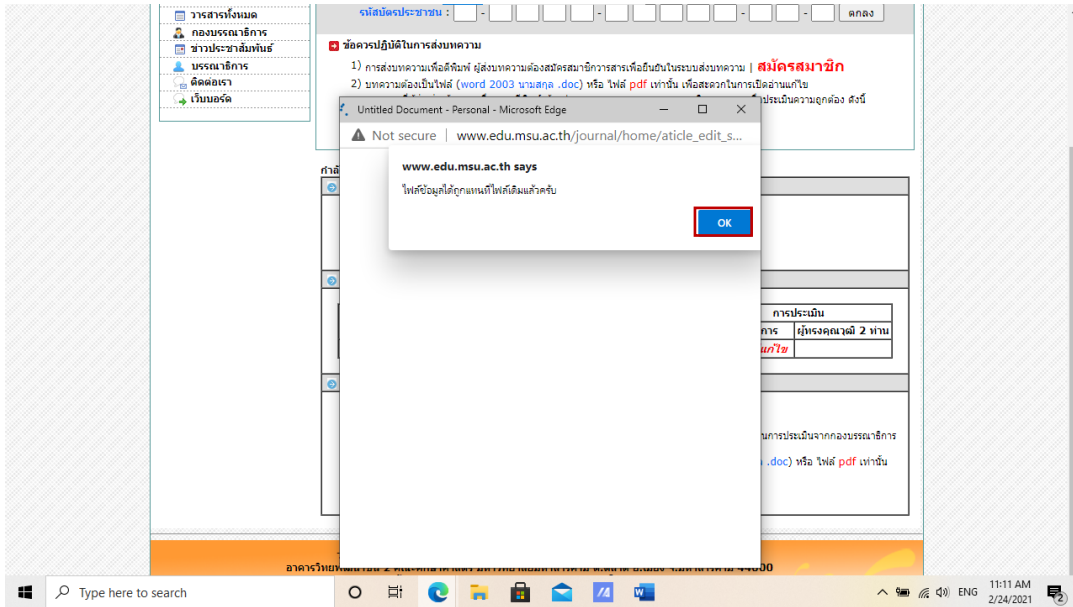 วารสารทั้งหมด
กองบรรณาธิการ
ข่าวประชาสัมพันธ์
บรรณาธิการ
ติดต่อเรา
เว็บบอร์ด
รหัสบัตรประชาชน : - - - - ตกลง
ข้อควรปฏิบัติในการส่งบทความ
1) การส่งบทความเพื่อตีพิมพ์ ผู้ส่งบทความต้องสมัครสมาชิกวารสารเพื่อยืนยันในระบบส่งบทความ | สมัครสมาชิก
2) บทความต้องเป็นไฟล์ (word 2003 นามสกุล .doc) หรือ ไฟล์ pdf เท่านั้น เพื่อสะดวกในการเปิดอ่านแก้ไข
ประเมินความถูกต้อง ดังนี้
Untitled Document - Personal - Microsoft Edge
Not secure | www.edu.msu.ac.th/journal/home/aticle_edit_s...
www.edu.msu.ac.th says
ไฟล์ข้อมูลได้ถูกแทนที่ไฟล์เดิมแล้วครับ
OK
การประเมิน
การ ผู้ทรงคุณวุฒิ 2 ท่าน
แก้ไข
นการประเมินจากกองบรรณาธิการ
.doc) หรือ ไฟล์ pdf เท่านั้น
Type here to search
ENG
11:11 AM
2/24/2021
2